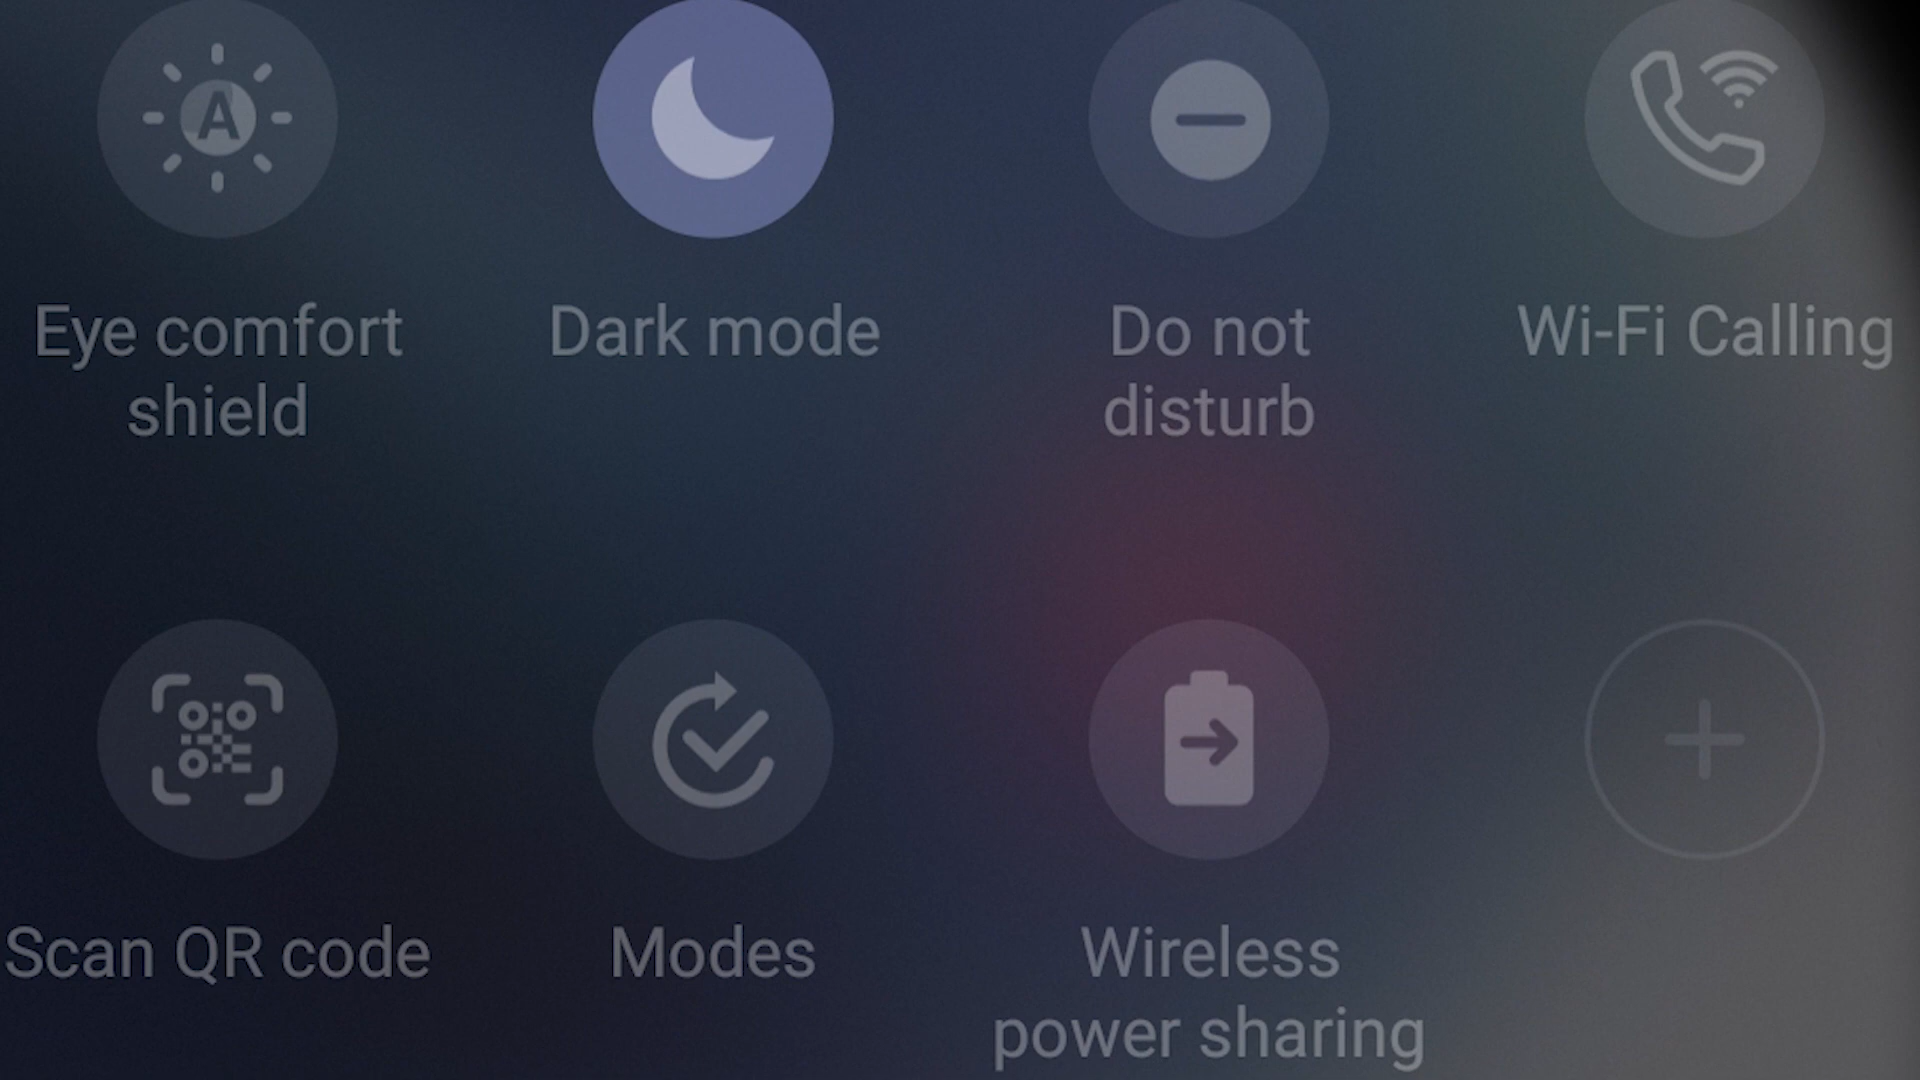 A
Eye comfort
shield
Dark mode
Do not
disturb
Wi-Fi Calling
Scan QR code
Modes
Wireless
power sharing